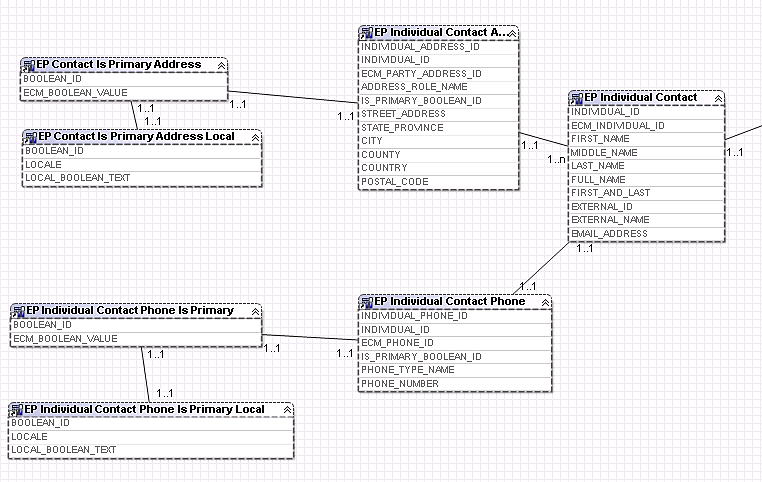 EP Contact Is Primary Address
BOOLEAN_ID
ECM_BOOLEAN_VALUE
1..1
1..1
1..1
EP Contact Is Primary Address Local
BOOLEAN_ID
LOCALE
LOCAL_BOOLEAN_TEXT
EP Individual Contact A...
INDIVIDUAL_ADDRESS_ID
INDIVIDUAL_ID
ECM_PARTY_ADDRESS_ID
ADDRESS_ROLE_NAME
IS_PRIMARY_BOOLEAN_ID
STREET_ADDRESS
STATE_PROVINCE
CITY
COUNTY
COUNTRY
POSTAL_CODE
1..1
1..1
1..n
EP Individual Contact
INDIVIDUAL_ID
ECM_INDIVIDUAL_ID
FIRST_NAME
MIDDLE_NAME
LAST_NAME
FULL_NAME
FIRST_AND_LAST
EXTERNAL_ID
EXTERNAL_NAME
EMAIL_ADDRESS
1..1
1..1
1..1
EP Individual Contact Phone
INDIVIDUAL_PHONE_ID
INDIVIDUAL_ID
ECM_PHONE_ID
IS_PRIMARY_BOOLEAN_ID
PHONE_TYPE_NAME
PHONE_NUMBER
1..1
EP Individual Contact Phone Is Primary
BOOLEAN_ID
ECM_BOOLEAN_VALUE
1..1
1..1
1..1
EP Individual Contact Phone Is Primary Local
BOOLEAN_ID
LOCALE
LOCAL_BOOLEAN_TEXT